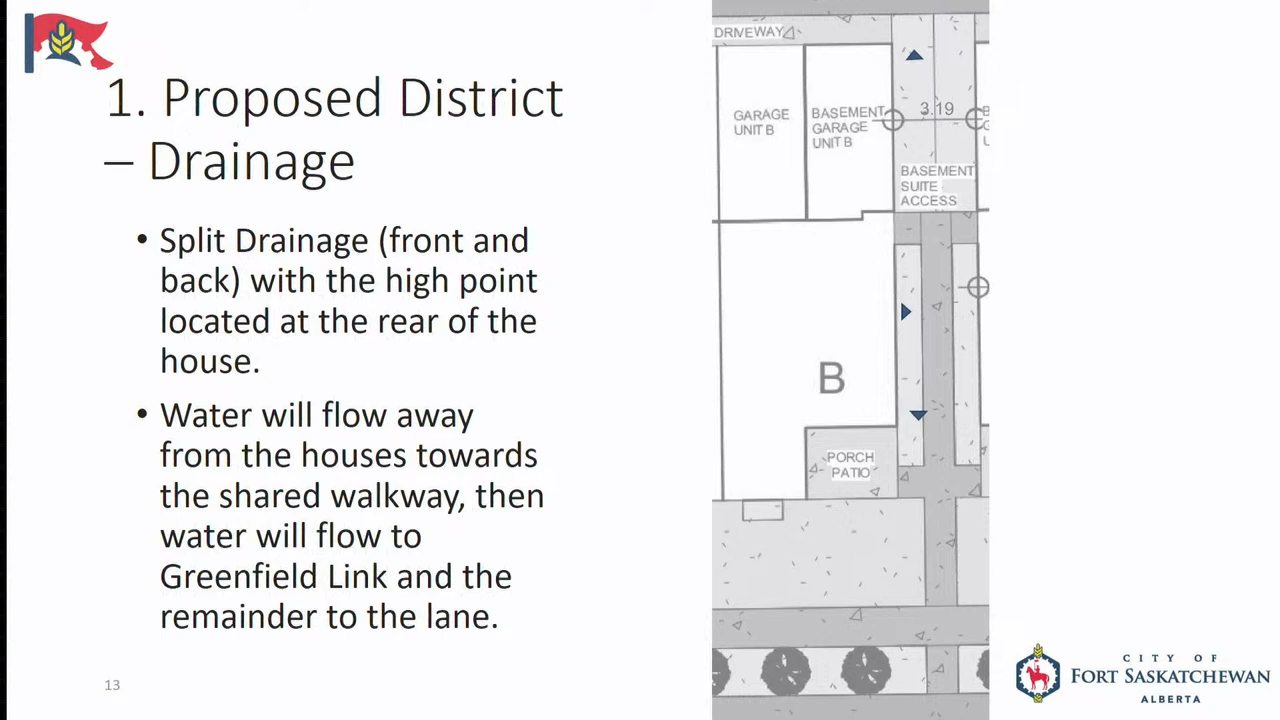 1. Proposed District
– Drainage
• Split Drainage (front and
back) with the high point
located at the rear of the
house.
• Water will flow away
from the houses towards
the shared walkway, then
water will flow to
Greenfield Link and the
remainder to the lane.
13
DRIVEWAY
GARAGE
UNIT B
BASEMENT
GARAGE
UNIT B
3.19
BASEMENT
SUITE
ACCESS
B
PORCH
PATIO
CITY OF
FORT SASKATCHEWAN
ALBERTA